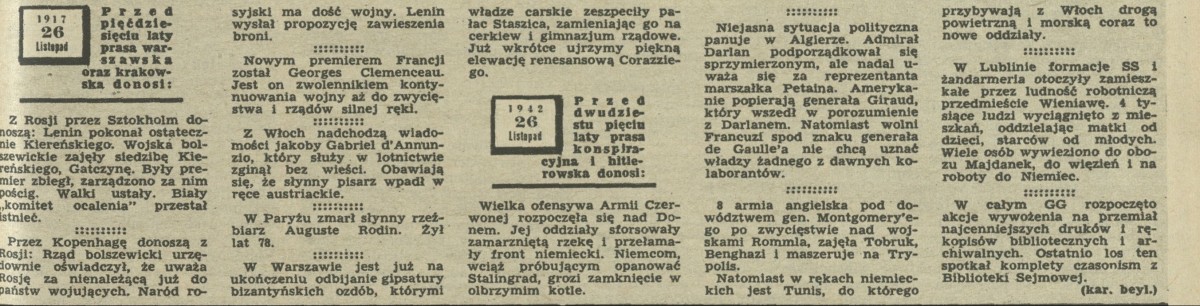 1917
26
Listopad
Przed
pięćdzie-
sięciu laty
prasa war-
szawska
oraz krakow-
ska donosi:
Z Rosji przez Sztokholm do-
noszą: Lenin pokonał ostatecz-
nie Kiereńskiego. Wojska bol-
szewickie zajęły siedzibę Kie-
reńskiego, Gatczynę. Były pre-
mier zbiegł, zarządzono za nim
pościg. Walki ustały. Biały
„komitet ocalenia” przestał
istnieć.
Przez Kopenhagę donoszą z
Rosji: Rząd bolszewicki urzę-
downie oświadczył, że uważa
Rosję za nienależącą już do
państw wojujących. Naród ro-
syjski ma dość wojny. Lenin
wysłał propozycję zawieszenia
broni.
Nowym premierem Francji
został Georges Clemenceau.
Jest on zwolennikiem konty-
nuowania wojny aż do zwycię-
stwa i rządów silnej ręki.
Z Włoch nadchodzą wiado-
mości jakoby Gabriel d'Annun-
zio, który służy w lotnictwie
zginął bez wieści. Obawiają
się, że słynny pisarz wpadł w
ręce austriackie.
W Paryżu zmarł słynny rzeź-
biarz Auguste Rodin. Żył
lat 78.
W Warszawie jest już na
ukończeniu odbijanie gipsatury
bizantyńskich ozdób, którymi
władze carskie zeszpeciły pa-
łac Staszica, zamieniając go na
cerkiew i gimnazjum rządowe.
Już wkrótce ujrzymy piękną
elewację renesansową Corazzie-
go.
1942
26
Listopad
Przed
dwudzie-
stu pięciu
laty prasa
konspira-
cyjna i hitle-
rowska donosi:
Wielka ofensywa Armii Czer-
wonej rozpoczęła się nad Do-
nem. Jej oddziały sforsowały
zamarzniętą rzekę i przełama-
ły front niemiecki. Niemcom,
wciąż próbującym opanować
Stalingrad, grozi zamknięcie w
olbrzymim kotle.
Niejasna sytuacja polityczna
panuje w Algierze. Admirał
Darlan podporządkował się
sprzymierzonym, ale nadal u-
waża się za reprezentanta
marszałka Petaina. Ameryka-
nie popierają generała Giraud,
który wszedł w porozumienie
z Darlanem. Natomiast wolni
Francuzi spod znaku generała
de Gaulle'a nie chcą uznać
władzy żadnego z dawnych ko-
laborantów.
8 armia angielska pod do-
wództwem gen. Montgomery'e-
go po zwycięstwie nad woj-
skami Rommla, zajęła Tobruk,
Benghazi i maszeruje na Try-
polis.
Natomiast w rękach niemiec-
kich jest Tunis, do którego
przybywają z Włoch drogą
powietrzną i morską coraz to
nowe oddziały.
W Lublinie formacje SS i
żandarmeria otoczyły zamiesz-
kałe przez ludność robotniczą
przedmieście Wieniawę. 4 ty-
siące ludzi wyciągnięto z mie-
szkań, oddzielając matki od
dzieci, starców od młodych.
Wiele osób wywieziono do obo-
zu Majdanek, do więzień i na
roboty do Niemiec.
W całym GG rozpoczęto
akcje wywożenia na przemiał
najcenniejszych druków i rę-
kopisów bibliotecznych i ar-
chiwalnych. Ostatnio los ten
spotkał komplety czasopism z
Biblioteki Sejmowej.
(kar. beyl.)